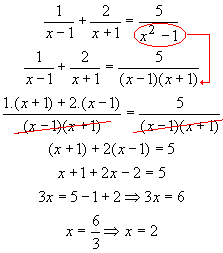 1/(x−1) + 2/(x+1) = 5/(x² −1)
1/(x−1) + 2/(x+1) = 5/((x−1)(x+1))
(1.(x+1)+2.(x−1))/((x−1)(x+1)) = 5/((x−1)(x+1))
(x+1)+2(x−1) = 5
x+1+2x−2 = 5
3x = 5−1+2 ⇒ 3x = 6
x = 6/3 ⇒ x = 2